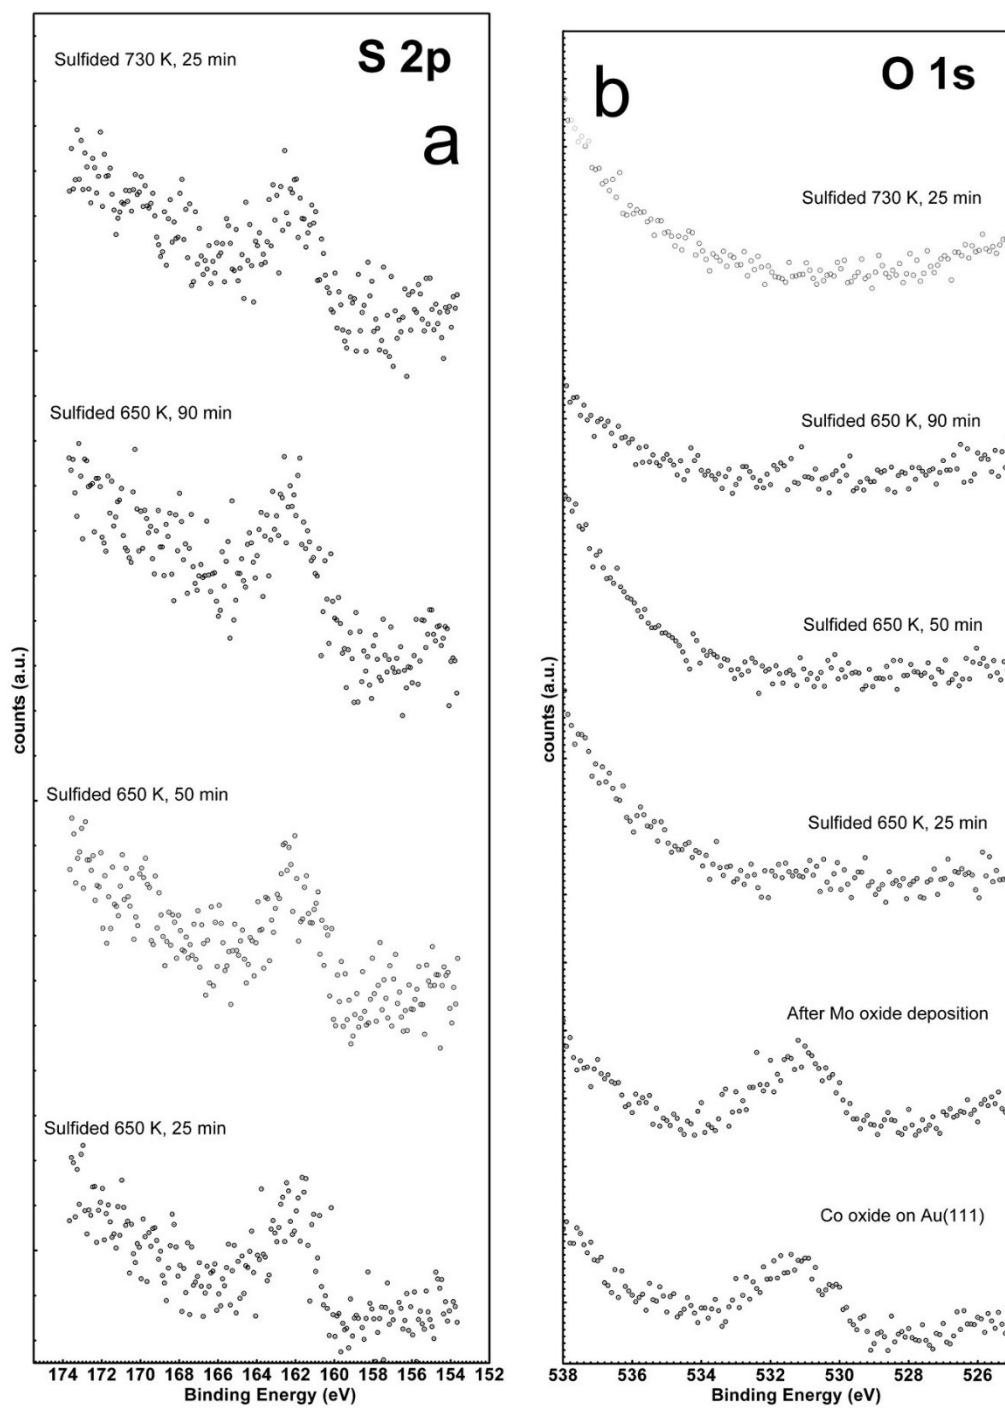 S 2p
a
Sulfided 730 K, 25 min
Sulfided 650 K, 90 min
Sulfided 650 K, 50 min
Sulfided 650 K, 25 min
counts (a.u.)
174 172 170 168 166 164 162 160 158 156 154 152
Binding Energy (eV)
b
O 1s
Sulfided 730 K, 25 min
Sulfided 650 K, 90 min
Sulfided 650 K, 50 min
Sulfided 650 K, 25 min
After Mo oxide deposition
Co oxide on Au(111)
counts (a.u.)
538 536 534 532 530 528 526
Binding Energy (eV)